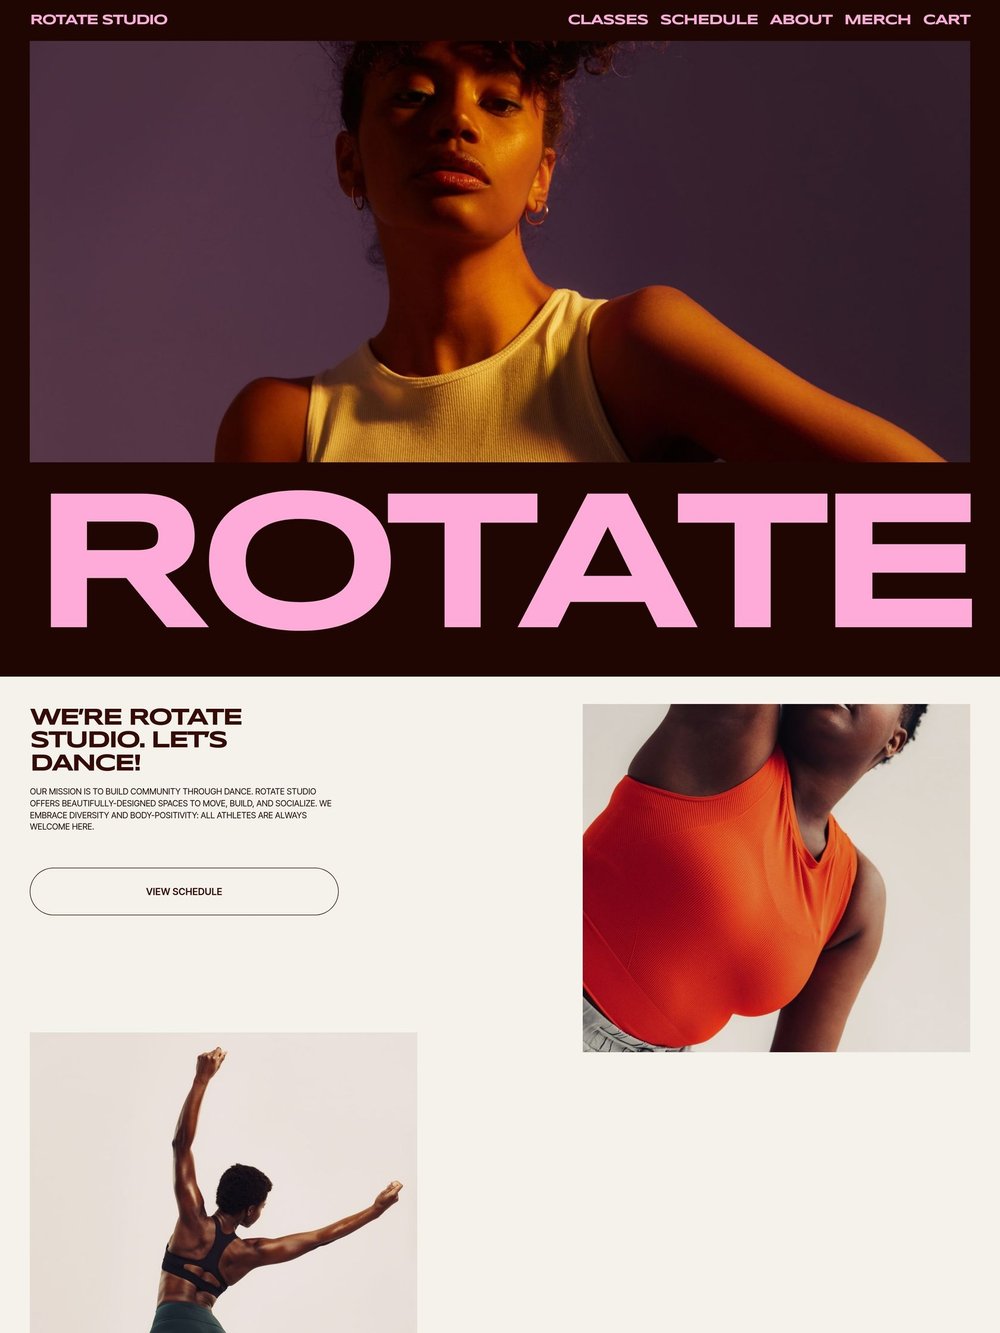 ROTATE STUDIO
CLASSES SCHEDULE ABOUT MERCH CART
ROTATE
WE'RE ROTATE
STUDIO. LET'S
DANCE!
OUR MISSION IS TO BUILD COMMUNITY THROUGH DANCE. ROTATE STUDIO
OFFERS BEAUTIFULLY-DESIGNED SPACES TO MOVE, BUILD, AND SOCIALIZE. WE
EMBRACE DIVERSITY AND BODY-POSITIVITY: ALL ATHLETES ARE ALWAYS
WELCOME HERE.
VIEW SCHEDULE